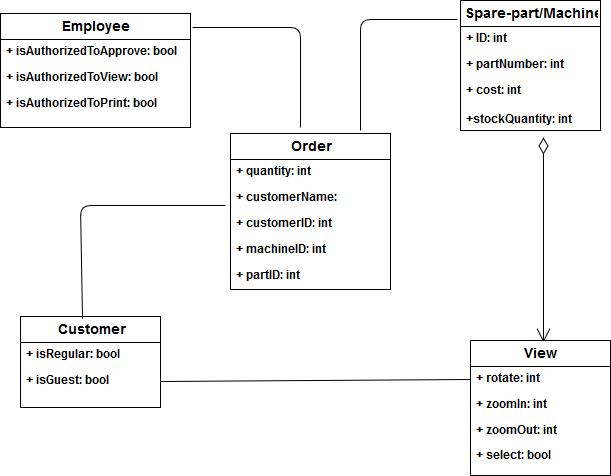 Employee
+ isAuthorizedToApprove: bool
+ isAuthorizedToView: bool
+ isAuthorizedToPrint: bool
Spare-part/Machine
+ ID: int
+ partNumber: int
+ cost: int
+stockQuantity: int
Order
+ quantity: int
+ customerName:
+ customerID: int
+ machineID: int
+ partID: int
Customer
+ isRegular: bool
+ isGuest: bool
View
+ rotate: int
+ zoomIn: int
+ zoomOut: int
+ select: bool